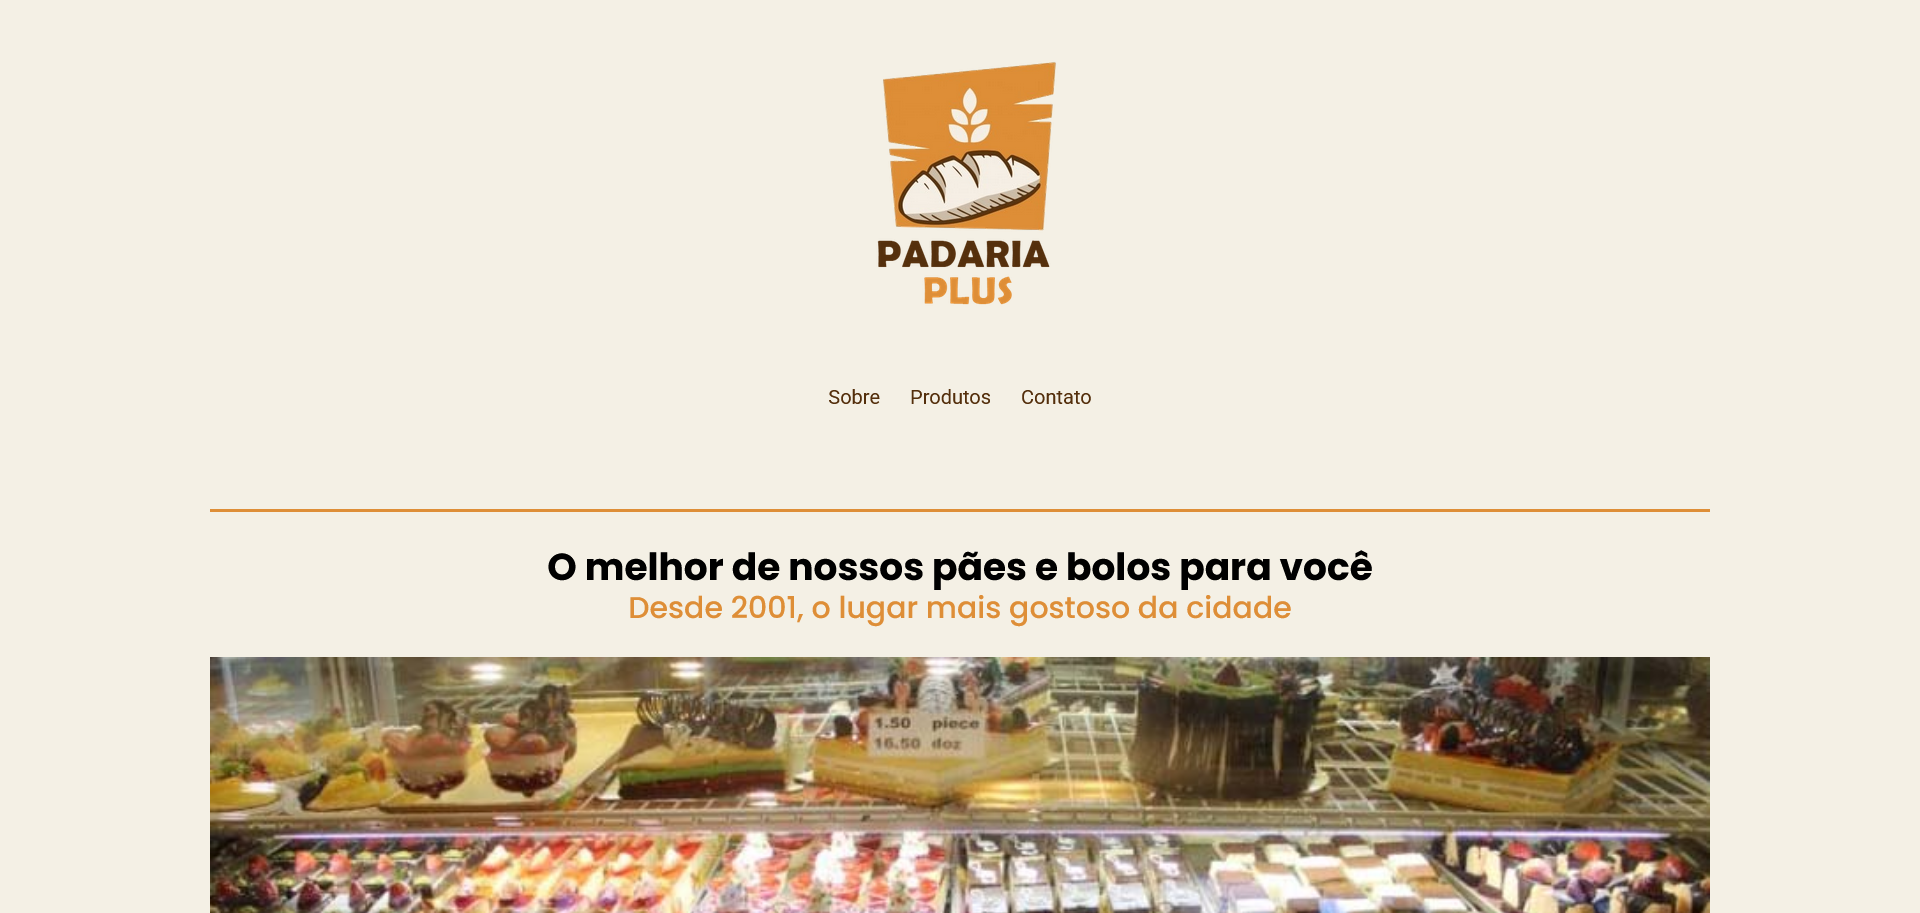 PADARIA
PLUS
Sobre Produtos Contato
O melhor de nossos pães e bolos para você
Desde 2001, o lugar mais gostoso da cidade
1.50 piece
16.50 doz